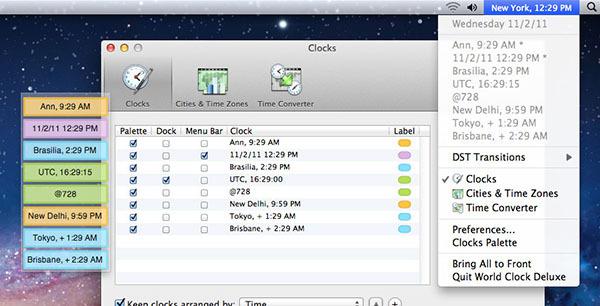 New York, 12:29 PM
Wednesday 11/2/11
Ann, 9:29 AM *
11/2/11 12:29 PM *
Brasilia, 2:29 PM
UTC, 16:29:15
@728
New Delhi, 9:59 PM
Tokyo, + 1:29 AM
Brisbane, + 2:29 AM
DST Transitions
Clocks
Cities & Time Zones
Time Converter
Preferences...
Clocks Palette
Bring All to Front
Quit World Clock Deluxe
Clocks
Clocks
Cities & Time Zones
Time Converter
Palette Dock Menu Bar Clock Label
Ann, 9:29 AM
11/2/11 12:29 PM
Brasilia, 2:29 PM
UTC, 16:29:00
@728
New Delhi, 9:59 PM
Tokyo, + 1:29 AM
Brisbane, + 2:29 AM
Keep clocks arranged by: Time
Ann, 9:29 AM
11/2/11 12:29 PM
Brasilia, 2:29 PM
UTC, 16:29:15
@728
New Delhi, 9:59 PM
Tokyo, + 1:29 AM
Brisbane, + 2:29 AM